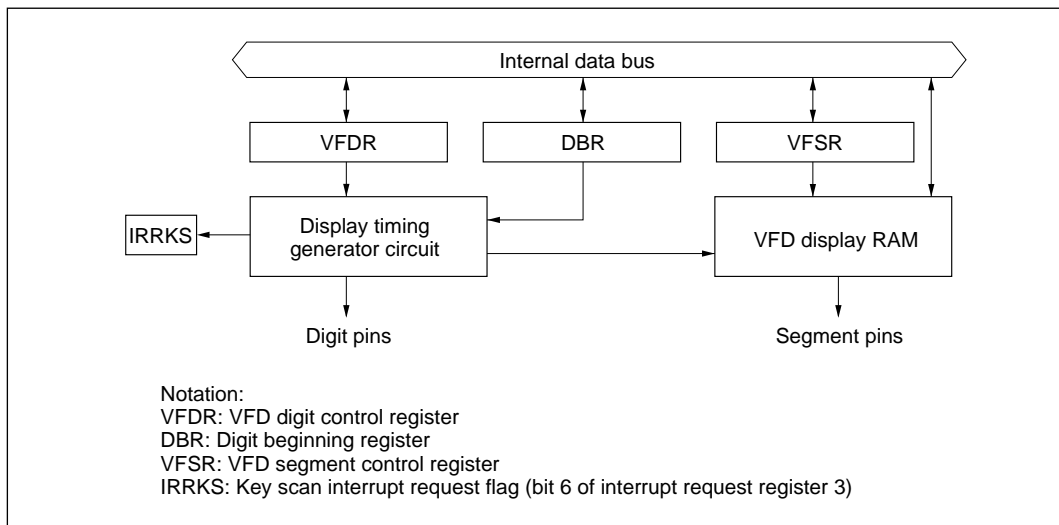 Internal data bus
VFDR
DBR
VFSR
IRRKS
Display timing
generator circuit
VFD display RAM
Digit pins
Segment pins
Notation:
VFDR: VFD digit control register
DBR: Digit beginning register
VFSR: VFD segment control register
IRRKS: Key scan interrupt request flag (bit 6 of interrupt request register 3)